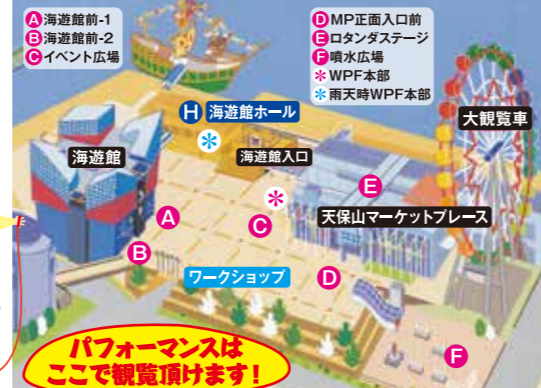 A海遊館前-1
B海遊館前-2
Cイベント広場
DMP正面入口前
Eロタンダステージ
F噴水広場
*WPF本部
*雨天時WPF本部
H 海遊館ホール
大観覧車
海遊館
海遊館入口
*
*
E
A
C
天保山マーケットプレース
B
ワークショップ
D
パフォーマンスは
ここで観覧頂けます!
F